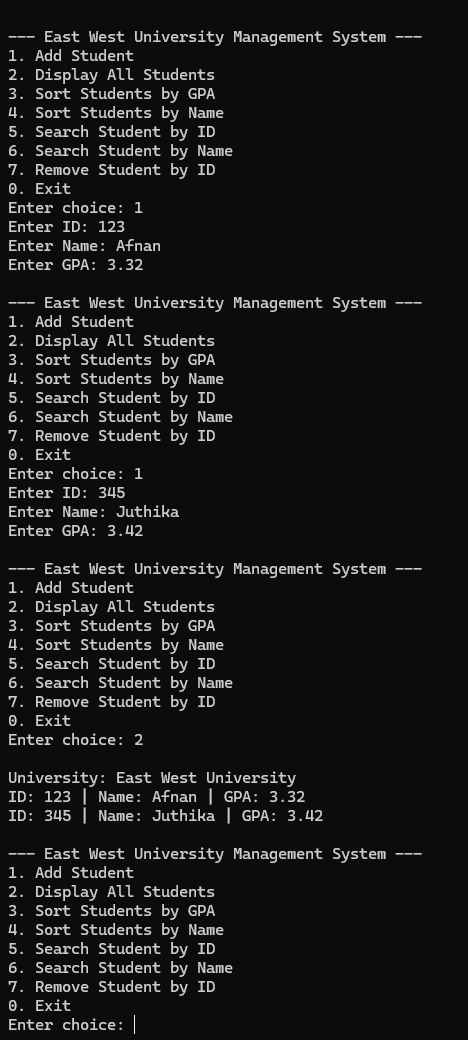 --- East West University Management System ---
1. Add Student
2. Display All Students
3. Sort Students by GPA
4. Sort Students by Name
5. Search Student by ID
6. Search Student by Name
7. Remove Student by ID
0. Exit
Enter choice: 1
Enter ID: 123
Enter Name: Afnan
Enter GPA: 3.32

--- East West University Management System ---
1. Add Student
2. Display All Students
3. Sort Students by GPA
4. Sort Students by Name
5. Search Student by ID
6. Search Student by Name
7. Remove Student by ID
0. Exit
Enter choice: 1
Enter ID: 345
Enter Name: Juthika
Enter GPA: 3.42

--- East West University Management System ---
1. Add Student
2. Display All Students
3. Sort Students by GPA
4. Sort Students by Name
5. Search Student by ID
6. Search Student by Name
7. Remove Student by ID
0. Exit
Enter choice: 2

University: East West University
ID: 123 | Name: Afnan | GPA: 3.32
ID: 345 | Name: Juthika | GPA: 3.42

--- East West University Management System ---
1. Add Student
2. Display All Students
3. Sort Students by GPA
4. Sort Students by Name
5. Search Student by ID
6. Search Student by Name
7. Remove Student by ID
0. Exit
Enter choice: